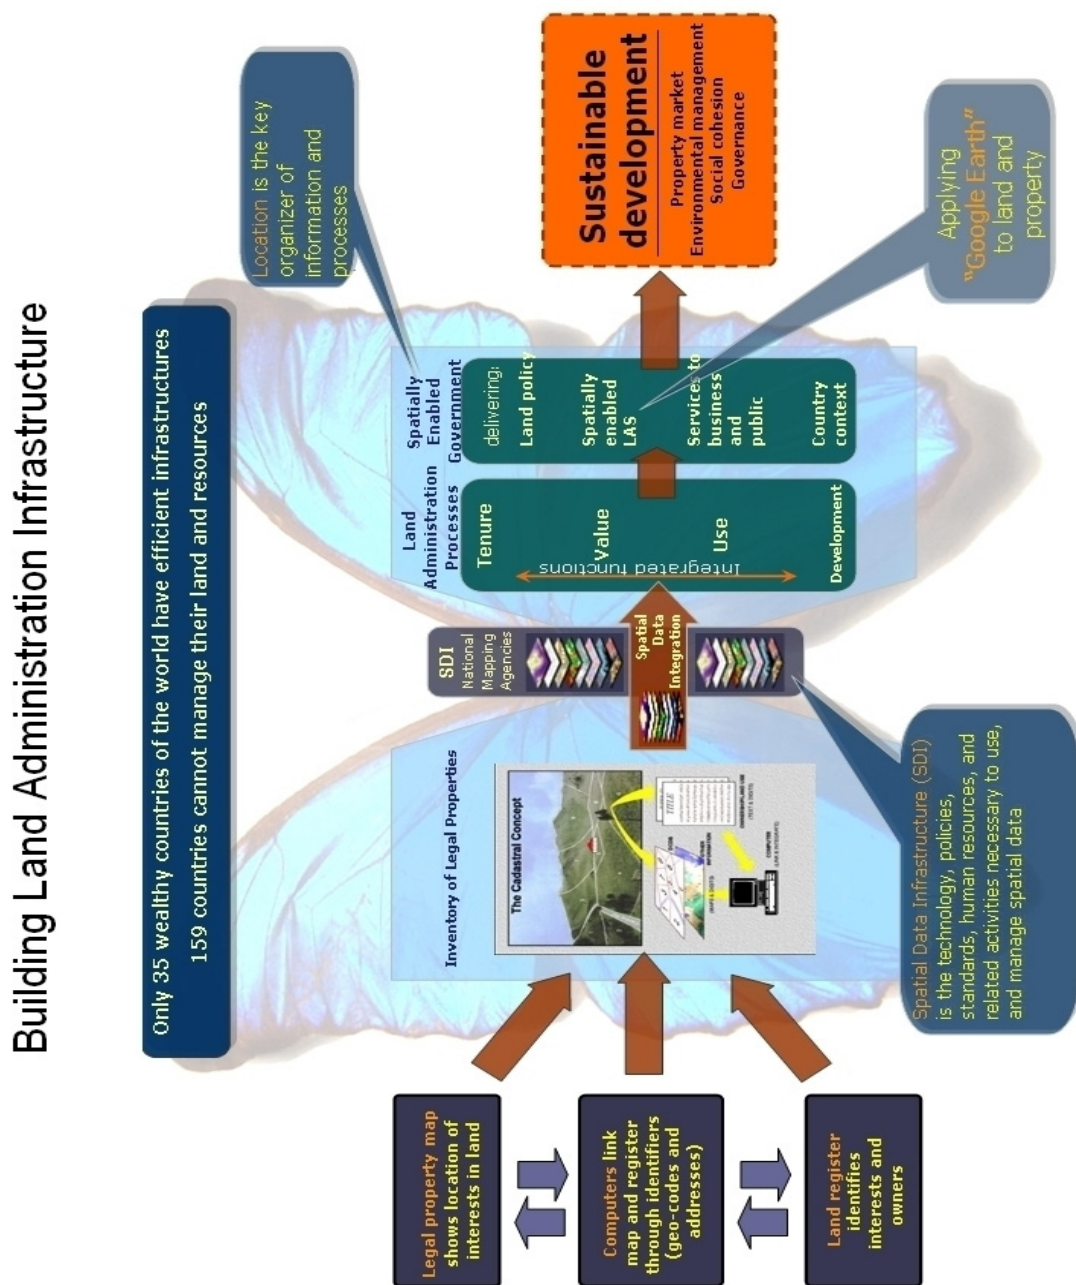 Building Land Administration Infrastructure
Only 35 wealthy countries of the world have efficient infrastructures
159 countries cannot manage their land and resources
Location is the key
organizer of
information and
processes
Legal property map
shows location of
interests in land
Computers link
map and register
through identifiers
(geo-codes and
addresses)
Land register
identifies
interests and
owners
Inventory of Legal Properties
The Cadastral Concept
TITLE
COMPUTER
SDI
National
Mapping
Agencies
Spatial
Data
Integration
Land
Administration
Processes
Tenure
Value
Use
Development
Integrated functions
Spatially
Enabled
Government
delivering:
Land policy
Spatially
enabled
LAS
Services to
business
and
public
Country
context
Sustainable
development
Property market
Environmental management
Social cohesion
Governance
Spatial Data Infrastructure (SDI)
is the technology, policies,
standards, human resources, and
related activities necessary to use,
and manage spatial data
Applying
"Google Earth"
to land and
property